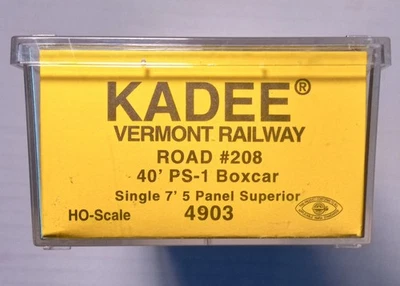 KADEE®
VERMONT RAILWAY
ROAD #208
40' PS-1 Boxcar
Single 7' 5 Panel Superior
HO-Scale 4903